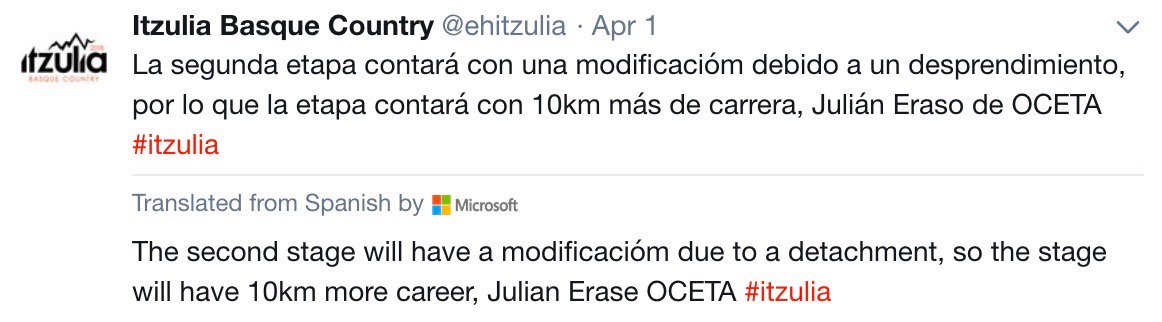 Itzulia Basque Country @ehitzulia · Apr 1
itzulia 2018
BASQUE COUNTRY
La segunda etapa contará con una modificacióm debido a un desprendimiento,
por lo que la etapa contará con 10km más de carrera, Julián Eraso de OCETA
#itzulia
Translated from Spanish by Microsoft
The second stage will have a modificacióm due to a detachment, so the stage
will have 10km more career, Julian Erase OCETA #itzulia